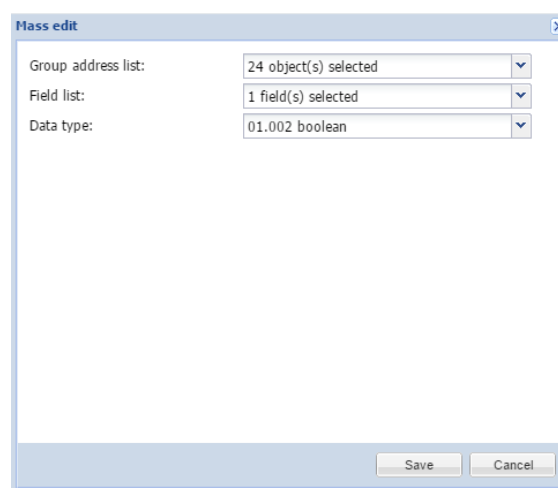 Mass edit
Group address list: 24 object(s) selected
Field list: 1 field(s) selected
Data type: 01.002 boolean
Save Cancel